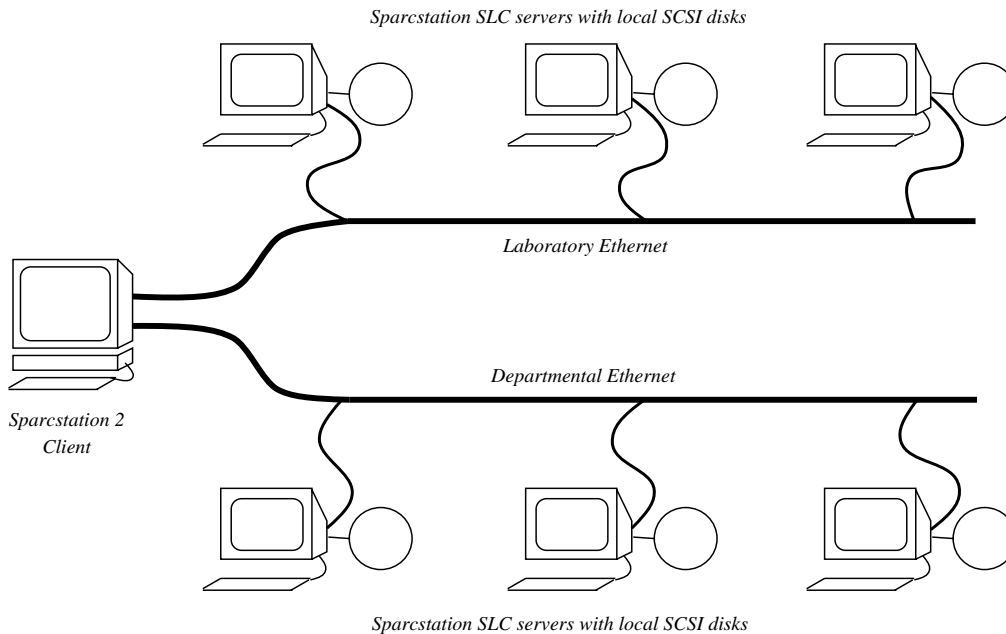 Sparcstation SLC servers with local SCSI disks
Laboratory Ethernet
Departmental Ethernet
Sparcstation 2
Client
Sparcstation SLC servers with local SCSI disks